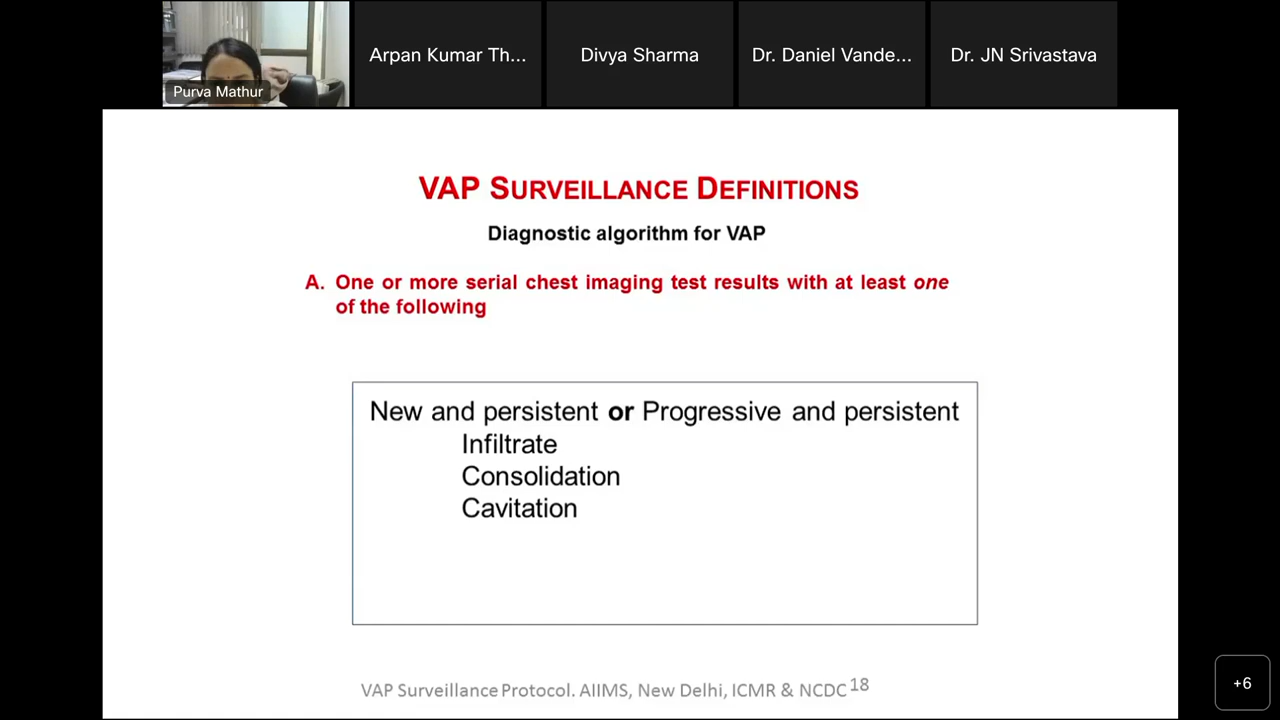 Purva Mathur
Arpan Kumar Th...
Divya Sharma
Dr. Daniel Vande...
Dr. JN Srivastava
VAP SURVEILLANCE DEFINITIONS
Diagnostic algorithm for VAP
A. One or more serial chest imaging test results with at least one
of the following
New and persistent or Progressive and persistent
Infiltrate
Consolidation
Cavitation
VAP Surveillance Protocol. AIIMS, New Delhi, ICMR & NCDC 18
+6